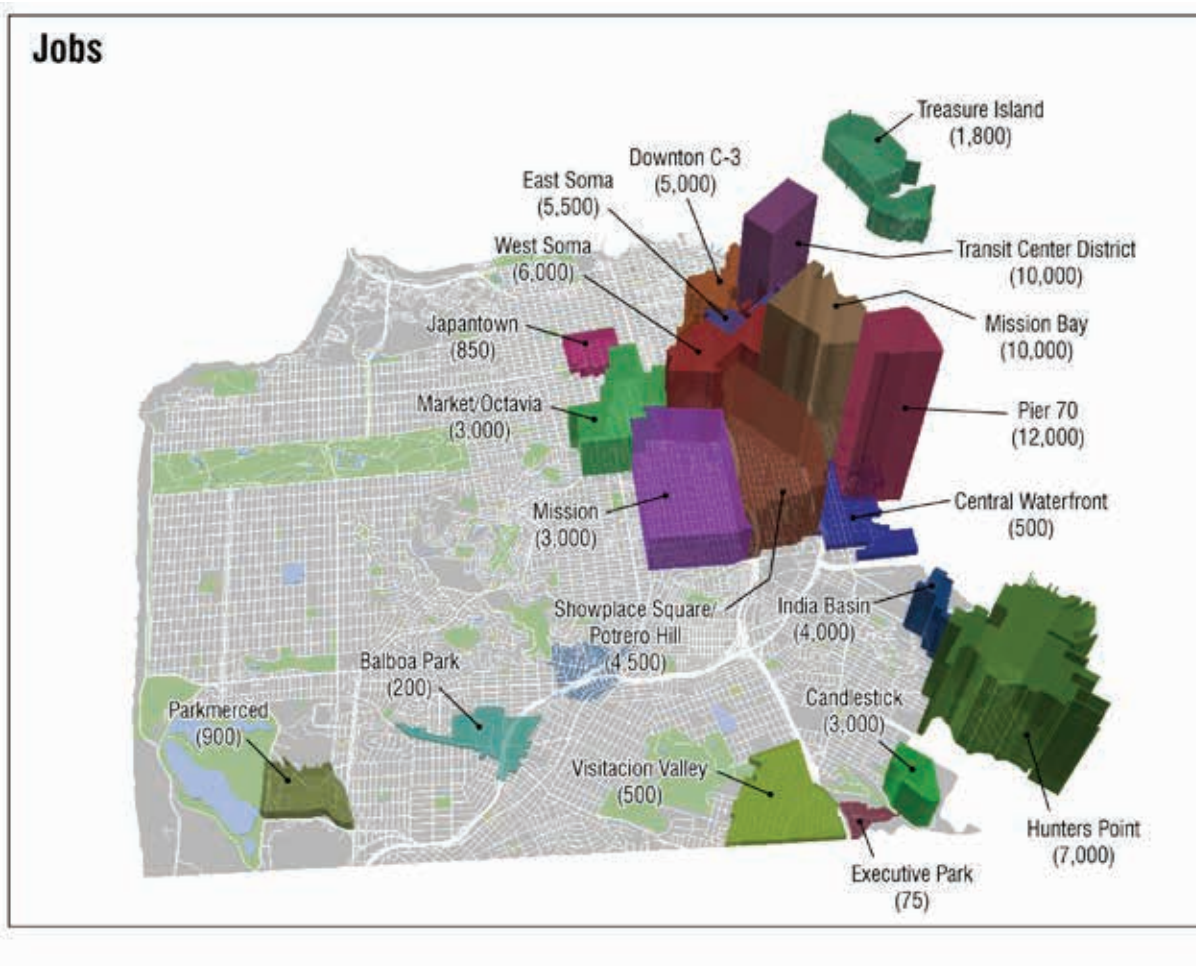 Jobs
Treasure Island
(1,800)
Downton C-3
(5,000)
East Soma
(5,500)
West Soma
(6,000)
Transit Center District
(10,000)
Japantown
(850)
Mission Bay
(10,000)
Market/Octavia
(3,000)
Pier 70
(12,000)
Mission
(3,000)
Central Waterfront
(500)
Showplace Square/
Potrero Hill
(4,500)
India Basin
(4,000)
Balboa Park
(200)
Parkmerced
(900)
Candlestick
(3,000)
Visitacion Valley
(500)
Hunters Point
(7,000)
Executive Park
(75)